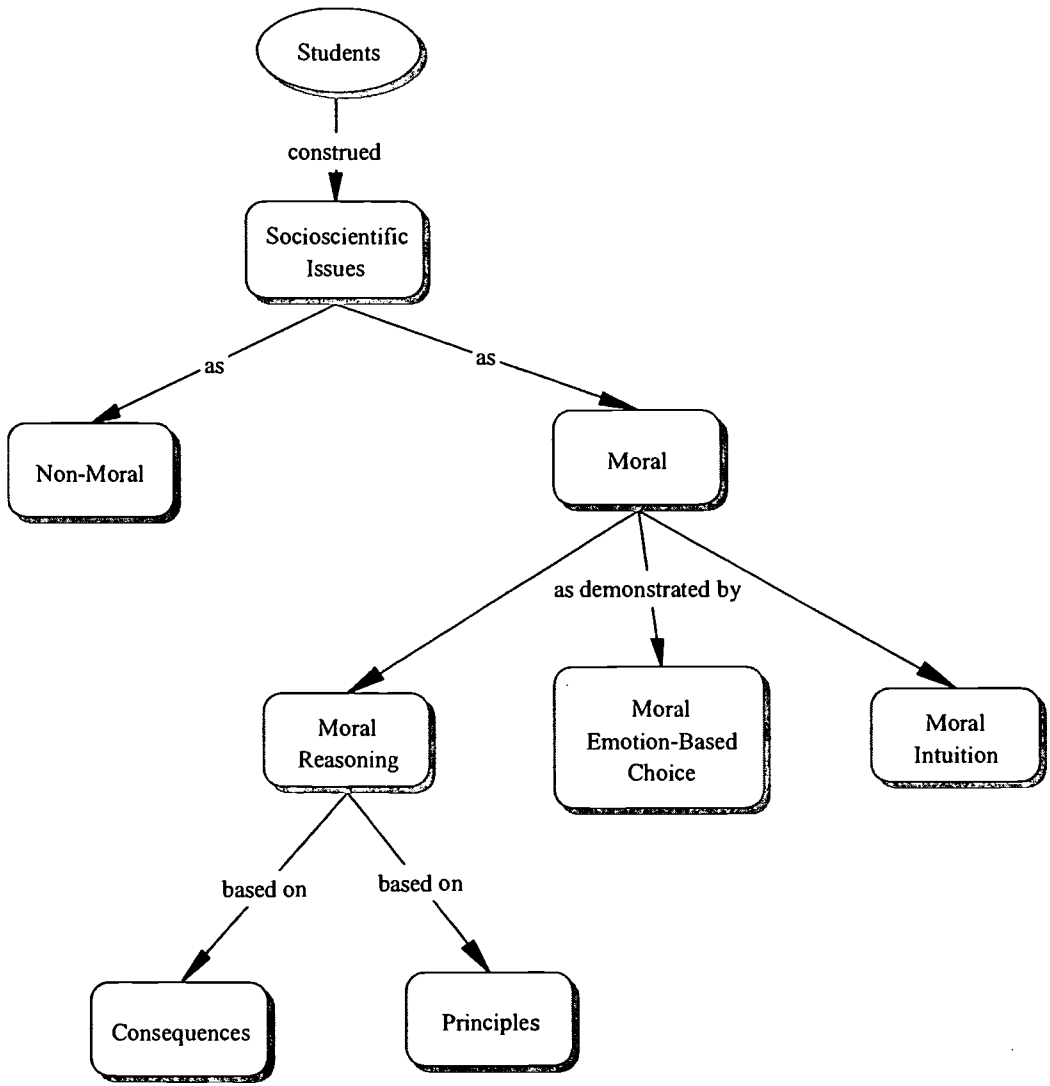 Students
construed
Socioscientific
Issues
as
as
Non-Moral
Moral
as demonstrated by
Moral
Reasoning
Moral
Emotion-Based
Choice
Moral
Intuition
based on
based on
Consequences
Principles